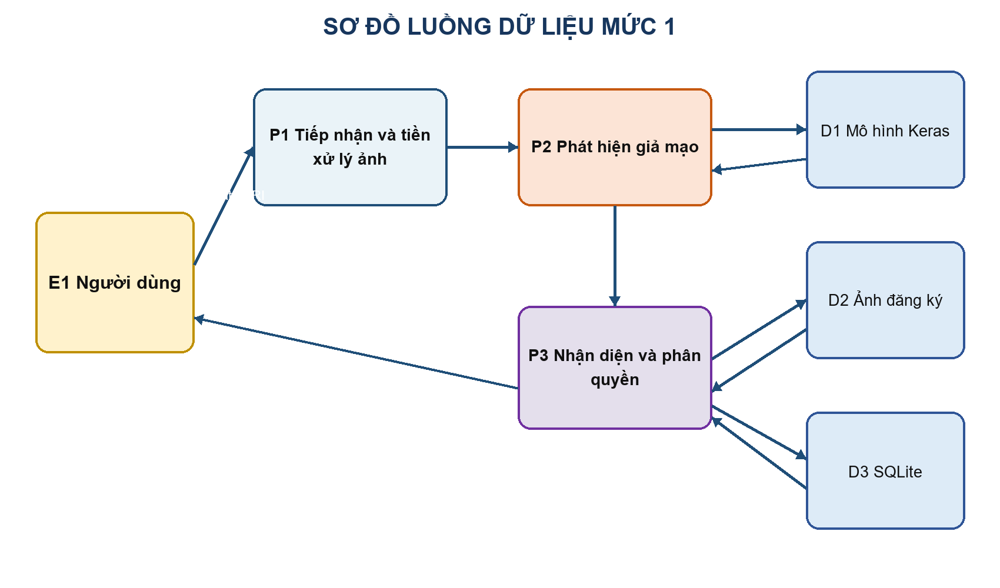 SƠ ĐỒ LUỒNG DỮ LIỆU MỨC 1
P1 Tiếp nhận và tiền
xử lý ảnh
P2 Phát hiện giả mạo
D1 Mô hình Keras
E1 Người dùng
D2 Ảnh đăng ký
P3 Nhận diện và phân
quyền
D3 SQLite